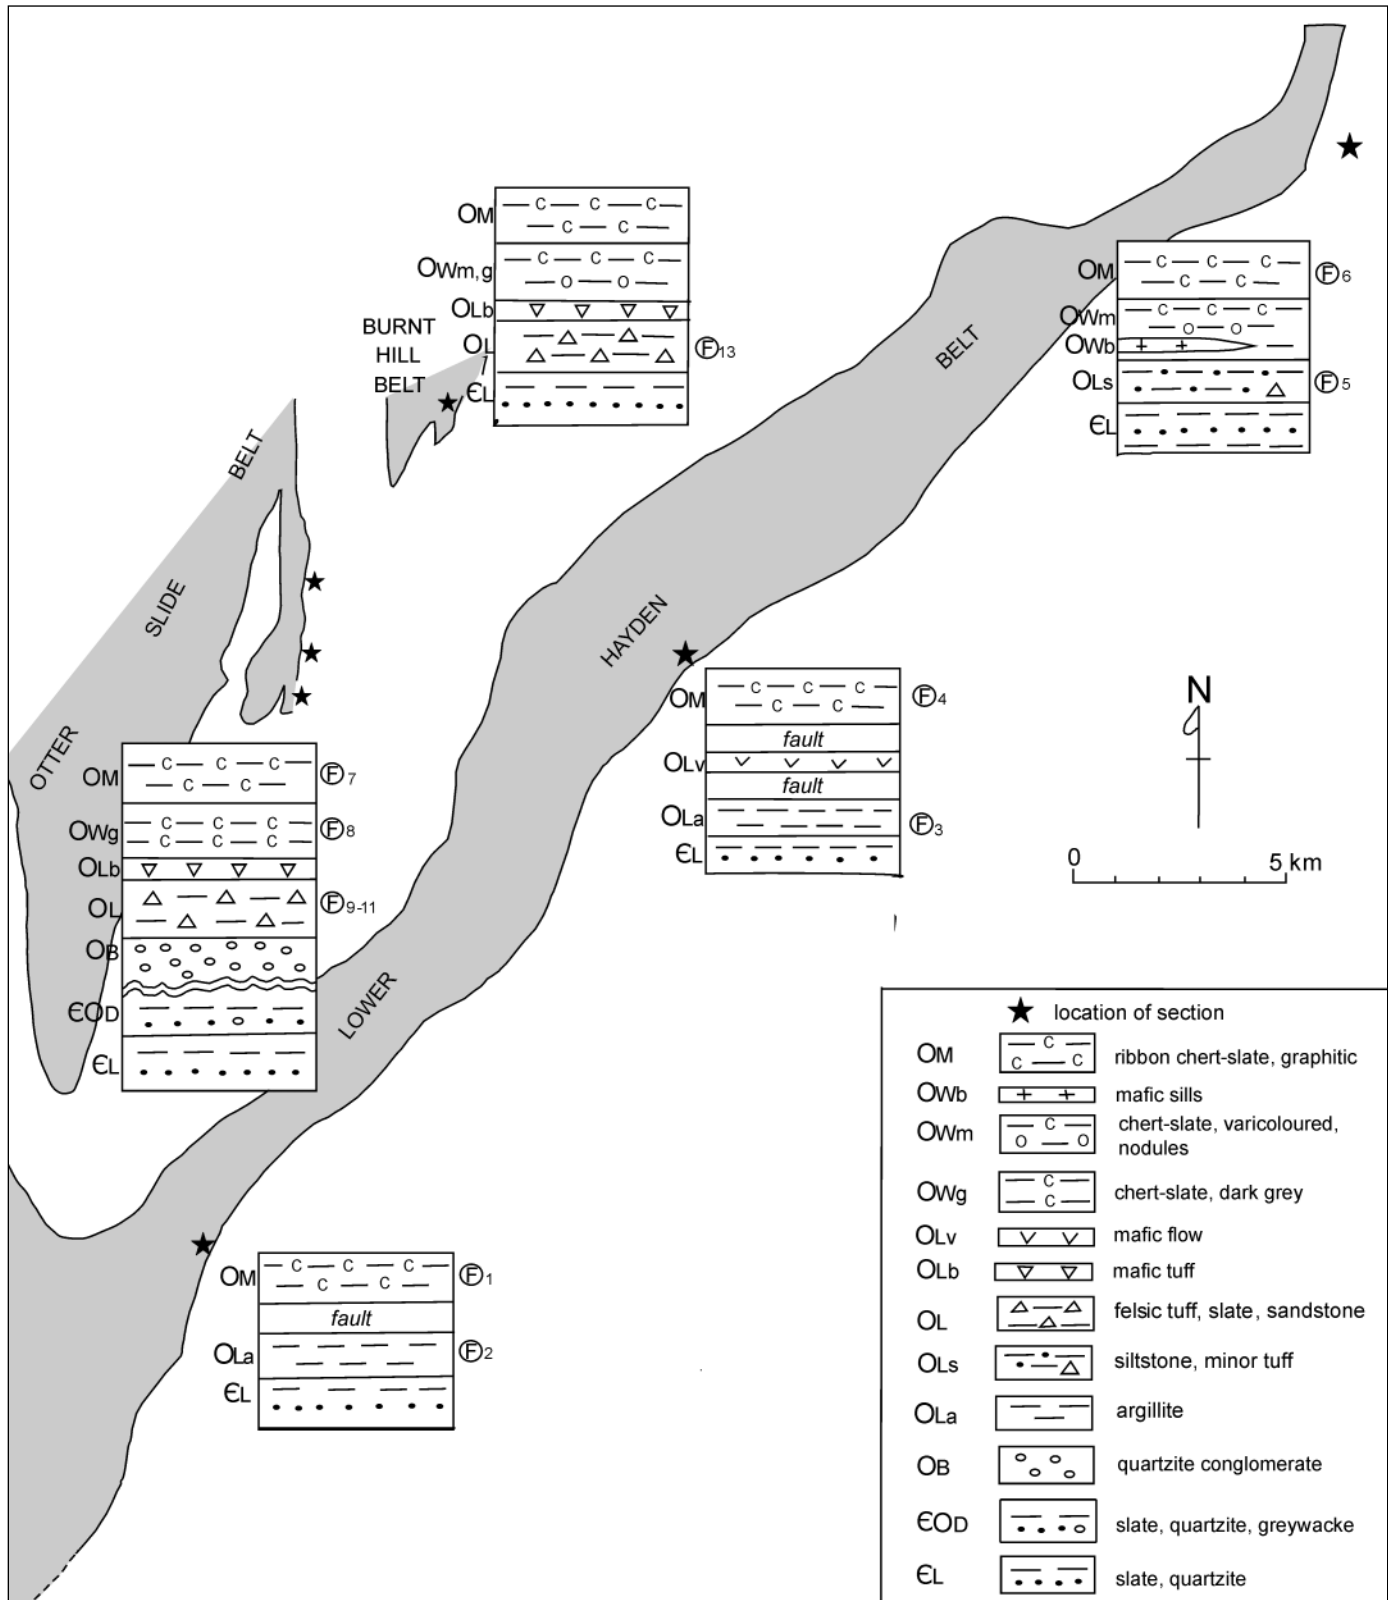 OM
OWm,g
OLb
OL
ЄL
F13
BURNT
HILL
BELT
OM
OWm
OWb
OLs
ЄL
F6
F5
BELT
HAYDEN
LOWER
BELT
SLIDE
OTTER
OM
fault
OLv
fault
OLa
ЄL
F4
F3
N
0 5 km
OM
OWg
OLb
OL
OB
ЄOD
ЄL
F7
F8
F9-11
OM
fault
OLa
ЄL
F1
F2
location of section
OM ribbon chert-slate, graphitic
OWb mafic sills
OWm chert-slate, varicoloured,
nodules
OWg chert-slate, dark grey
OLv mafic flow
OLb mafic tuff
OL felsic tuff, slate, sandstone
OLs siltstone, minor tuff
OLa argillite
OB quartzite conglomerate
ЄOD slate, quartzite, greywacke
ЄL slate, quartzite